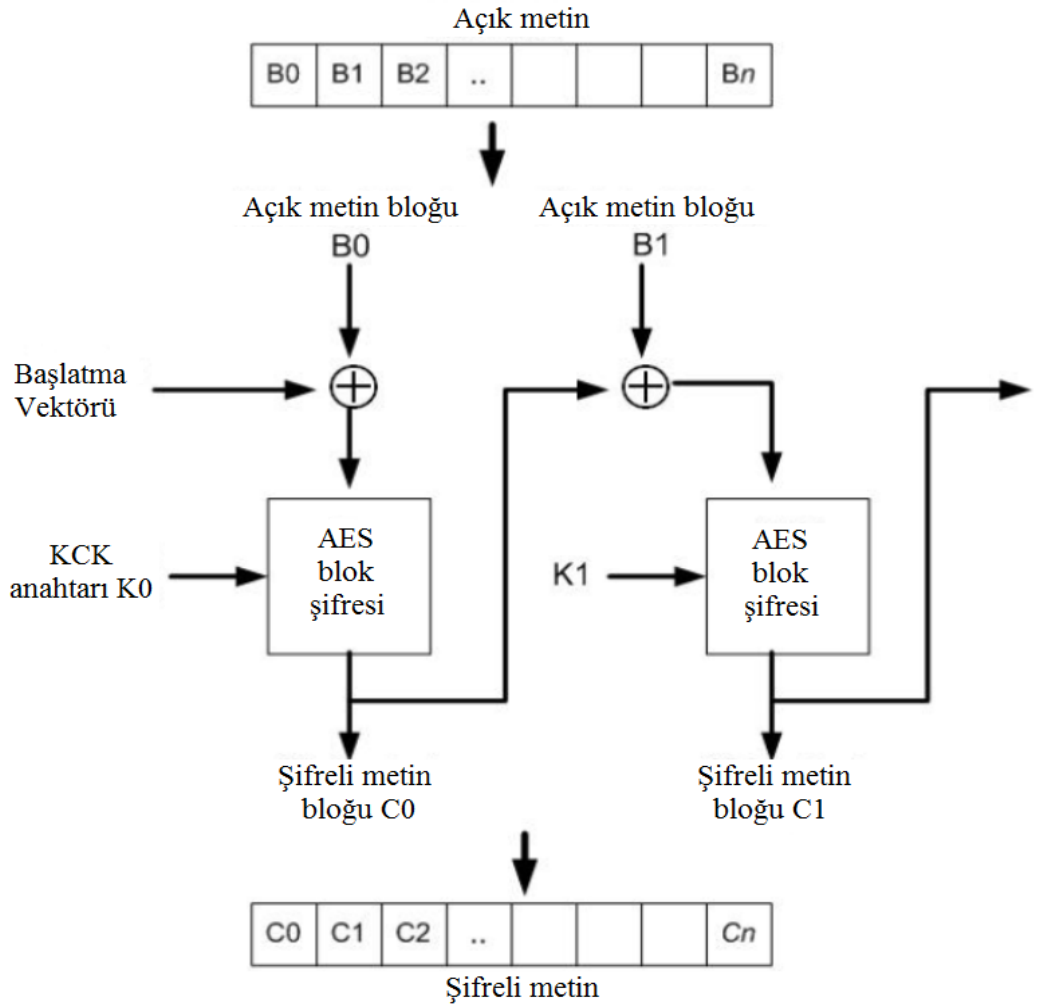 Açık metin
B0 B1 B2 .. Bn
Açık metin bloğu
B0
Açık metin bloğu
B1
Başlatma
Vektörü
KCK
anahtarı K0
AES
blok
şifresi
K1
AES
blok
şifresi
Şifreli metin
bloğu C0
Şifreli metin
bloğu C1
C0 C1 C2 .. Cn
Şifreli metin